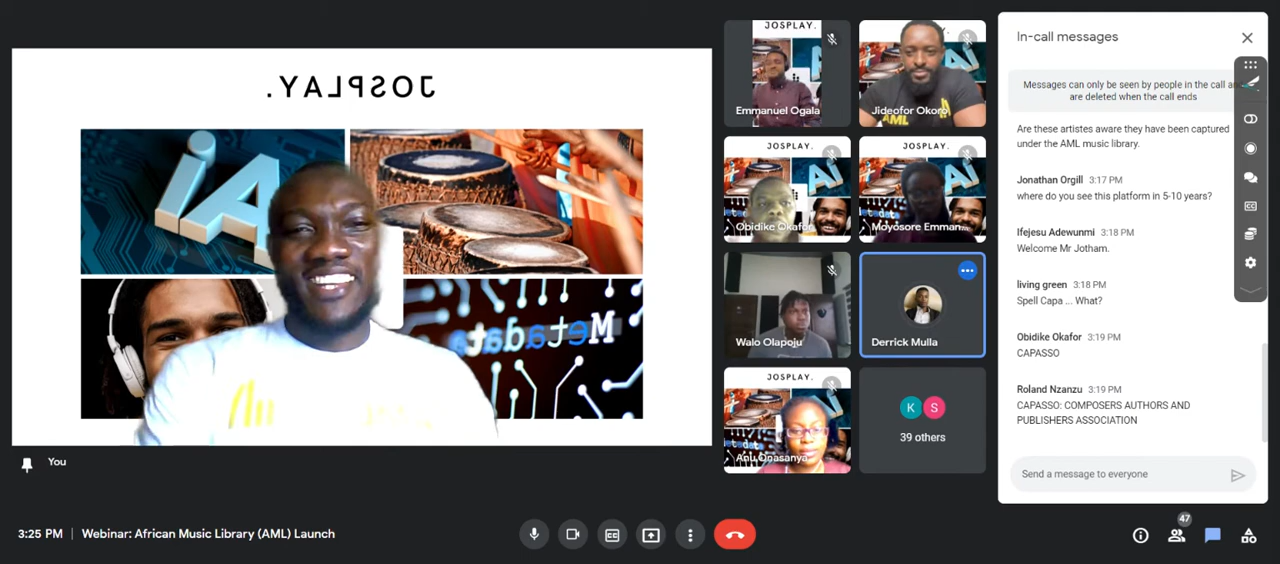 JOSPLAY.
AI
Metadata
You
JOSPLAY.
Emmanuel Ogala
Jideofor Okoro
AML
Obidike Okafor
Moyosore Emman...
Walo Olapoju
Derrick Mulla
JOSPLAY.
Anu Onasanya
K
S
39 others
In-call messages
Messages can only be seen by people in the call and
are deleted when the call ends
Are these artistes aware they have been captured
under the AML music library.
Jonathan Orgill 3:17 PM
where do you see this platform in 5-10 years?
Ifejesu Adewunmi 3:18 PM
Welcome Mr Jotham.
living green 3:18 PM
Spell Capa ... What?
Obidike Okafor 3:19 PM
CAPASSO
Roland Nzanzu 3:19 PM
CAPASSO: COMPOSERS AUTHORS AND
PUBLISHERS ASSOCIATION
Send a message to everyone
3:25 PM | Webinar: African Music Library (AML) Launch
47